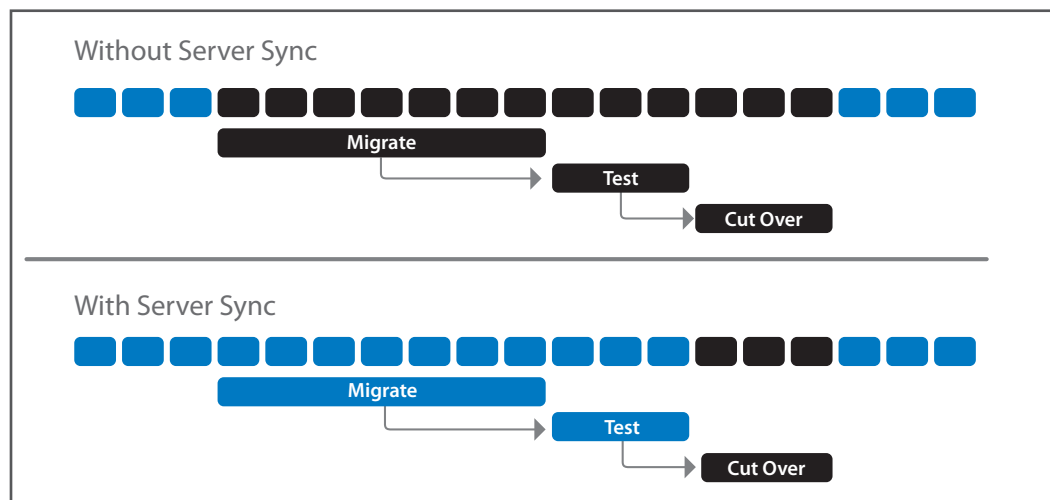 Without Server Sync
Migrate
Test
Cut Over
With Server Sync
Migrate
Test
Cut Over